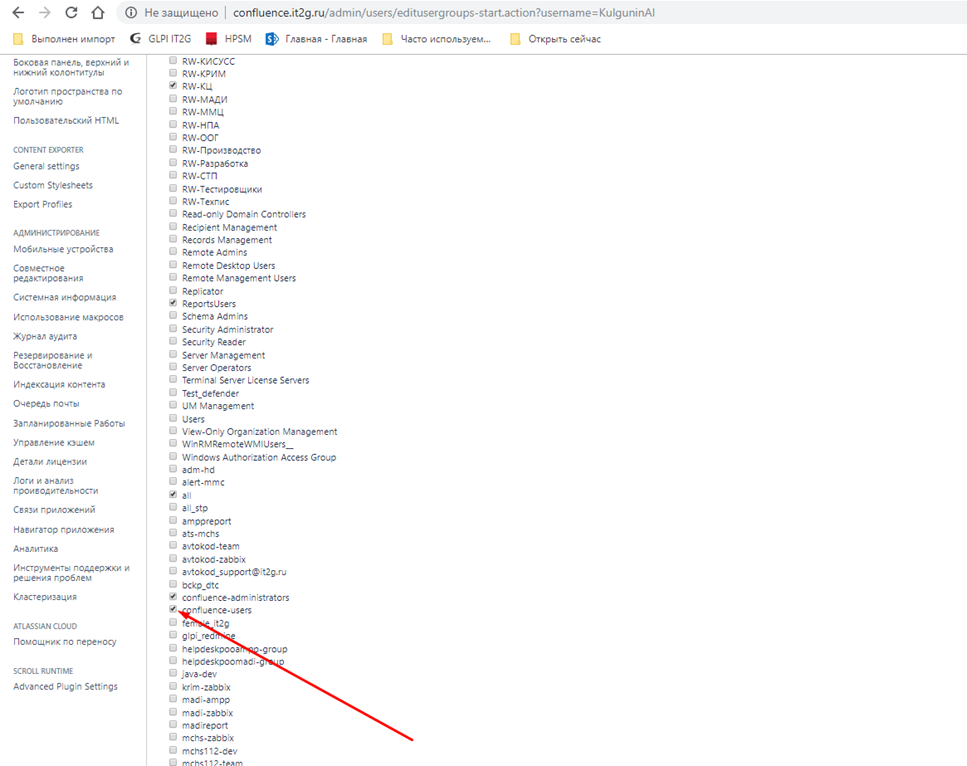 Не защищено
confluence.it2g.ru/admin/users/editusergroups-start.action?username=KulguninAI
Выполнен импорт
GLPI IT2G
HPSM
Главная - Главная
Часто используем...
Открыть сейчас
Боковая панель, верхний и
нижний колонтитулы
Логотип пространства по
умолчанию
Пользовательский HTML
CONTENT EXPORTER
General settings
Custom Stylesheets
Export Profiles
АДМИНИСТРИРОВАНИЕ
Мобильные устройства
Совместное
редактирования
Системная информация
Использование макросов
Журнал аудита
Резервирование и
Восстановление
Индексация контента
Очередь почты
Запланированные Работы
Управление кэшем
Детали лицензии
Логи и анализ
проиводительности
Связи приложений
Навигатор приложения
Аналитика
Инструменты поддержки и
решения проблем
Кластеризация
ATLASSIAN CLOUD
Помощник по переносу
SCROLL RUNTIME
Advanced Plugin Settings
RW-КИСУСС
RW-КРИМ
RW-КЦ
RW-МАДИ
RW-ММЦ
RW-НПА
RW-ООГ
RW-Производство
RW-Разработка
RW-СТП
RW-Тестировщики
RW-Техпис
Read-only Domain Controllers
Recipient Management
Records Management
Remote Admins
Remote Desktop Users
Remote Management Users
Replicator
ReportsUsers
Schema Admins
Security Administrator
Security Reader
Server Management
Server Operators
Terminal Server License Servers
Test_defender
UM Management
Users
View-Only Organization Management
WinRMRemoteWMIUsers__
Windows Authorization Access Group
adm-hd
alert-mmc
all
all_stp
amppreport
ats-mchs
avtokod-team
avtokod-zabbix
avtokod_support@it2g.ru
bckp_dtc
confluence-administrators
confluence-users
female_it2g
glpi_redmine
helpdeskpooampp-group
helpdeskpoomadi-group
java-dev
krim-zabbix
madi-ampp
madi-zabbix
madireport
mchs-zabbix
mchs112-dev
mchs112-team